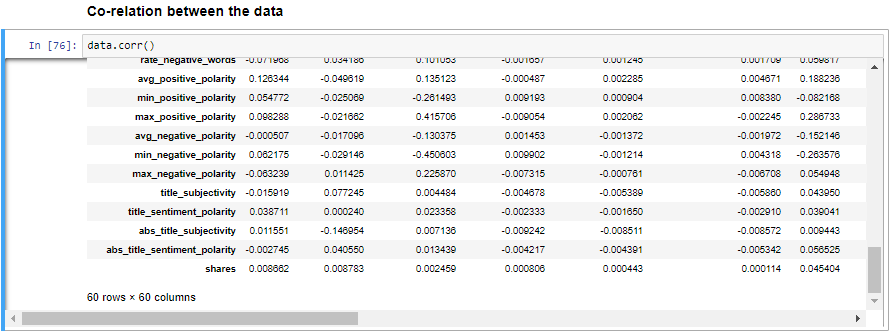 Co-relation between the data
In [76]: data.corr()
rate_negative_words -0.071968 0.034186 0.101053 -0.001657 0.001245 0.001709 0.059817
avg_positive_polarity 0.126344 -0.049619 0.135123 -0.000487 0.002285 0.004671 0.188236
min_positive_polarity 0.054772 -0.025069 -0.261493 0.009193 0.000904 0.008380 -0.082168
max_positive_polarity 0.098288 -0.021662 0.415706 -0.009054 0.002062 -0.002245 0.286733
avg_negative_polarity -0.000507 -0.017096 -0.130375 0.001453 -0.001372 -0.001972 -0.152146
min_negative_polarity 0.062175 -0.029146 -0.450603 0.009902 -0.001214 0.004318 -0.263576
max_negative_polarity -0.063239 0.011425 0.225870 -0.007315 -0.000761 -0.006708 0.054948
title_subjectivity -0.015919 0.077245 0.004484 -0.004678 -0.005389 -0.005860 0.043950
title_sentiment_polarity 0.038711 0.000240 0.023358 -0.002333 -0.001650 -0.002910 0.039041
abs_title_subjectivity 0.011551 -0.146954 0.007136 -0.009242 -0.008511 -0.008572 0.009443
abs_title_sentiment_polarity -0.002745 0.040550 0.013439 -0.004217 -0.004391 -0.005342 0.056525
shares 0.008662 0.008783 0.002459 0.000806 0.000443 0.000114 0.045404
60 rows × 60 columns